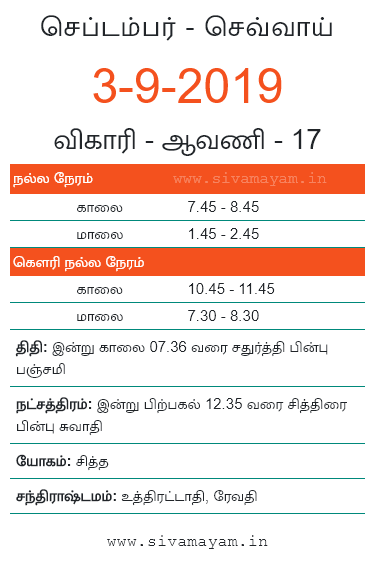 செப்டம்பர் - செவ்வாய்
3-9-2019
விகாரி - ஆவணி - 17
நல்ல நேரம் www.sivamayam.in
காலை 7.45 - 8.45
மாலை 1.45 - 2.45
கௌரி நல்ல நேரம்
காலை 10.45 - 11.45
மாலை 7.30 - 8.30
திதி: இன்று காலை 07.36 வரை சதுர்த்தி பின்பு
பஞ்சமி
நட்சத்திரம்: இன்று பிற்பகல் 12.35 வரை சித்திரை
பின்பு சுவாதி
யோகம்: சித்த
சந்திராஷ்டமம்: உத்திரட்டாதி, ரேவதி
www.sivamayam.in